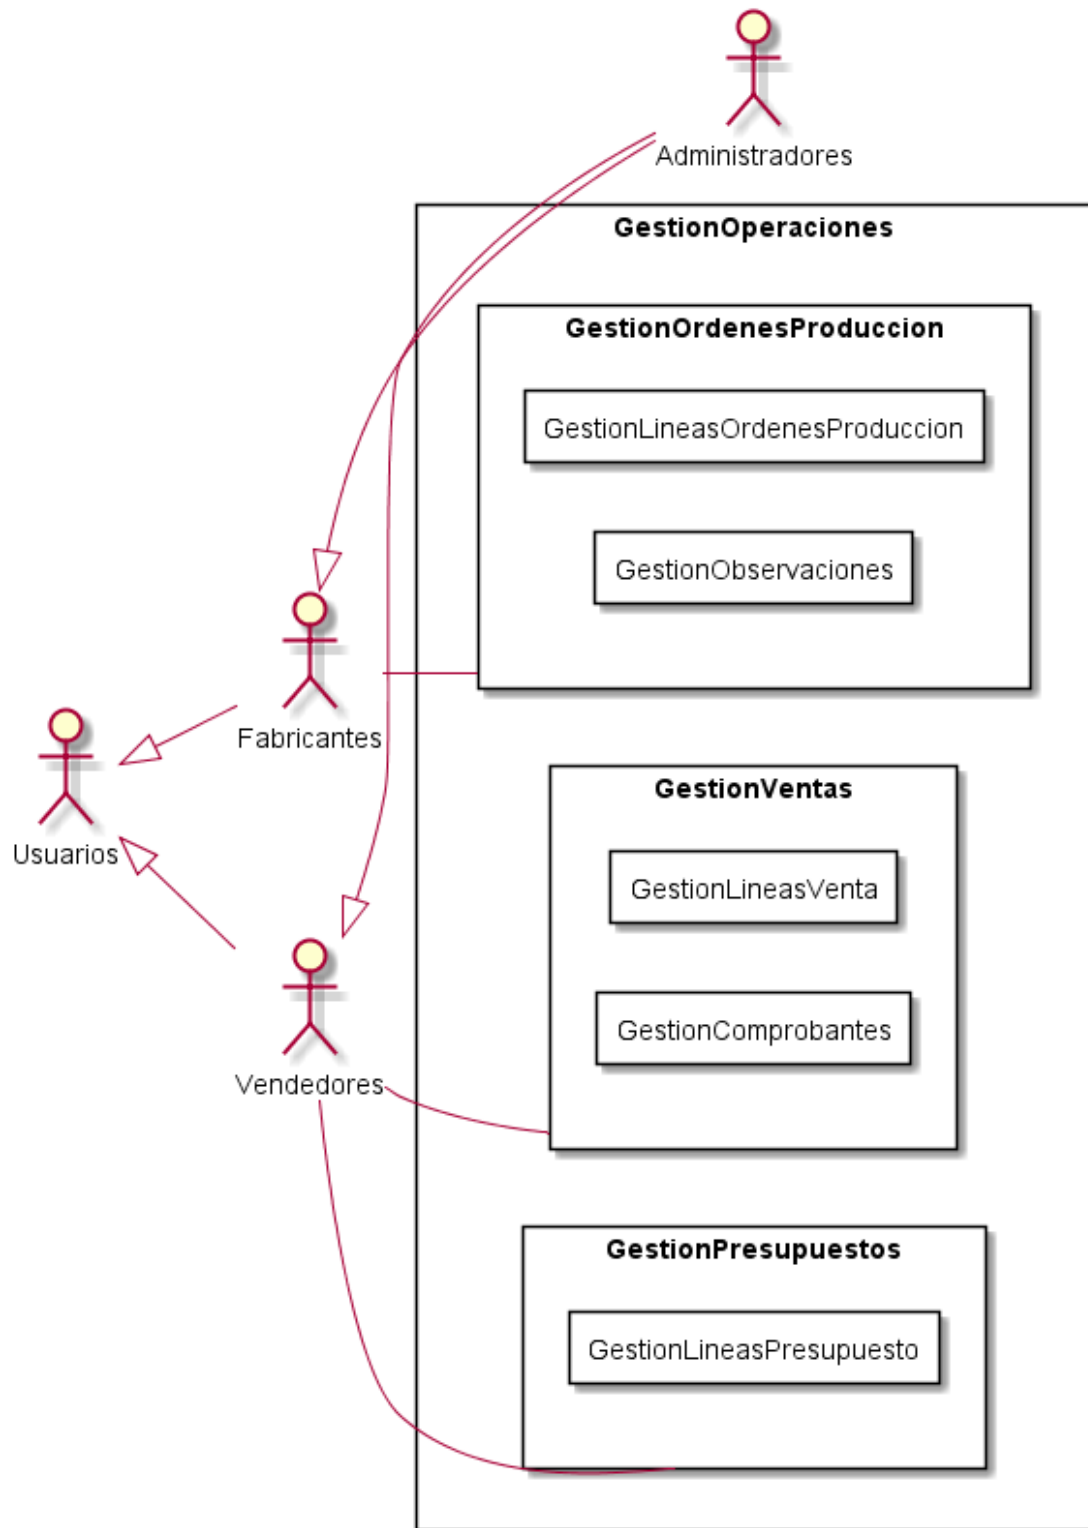 Administradores
GestionOperaciones
GestionOrdenesProduccion
GestionLineasOrdenesProduccion
GestionObservaciones
Fabricantes
Usuarios
GestionVentas
GestionLineasVenta
GestionComprobantes
Vendedores
GestionPresupuestos
GestionLineasPresupuesto